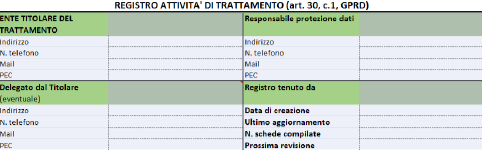 REGISTRO ATTIVITA' DI TRATTAMENTO (art. 30, c.1, GPRD)
ENTE TITOLARE DEL
TRATTAMENTO
Responsabile protezione dati
Indirizzo
Indirizzo
N. telefono
N. telefono
Mail
Mail
PEC
PEC
Delegato dal Titolare
(eventuale)
Registro tenuto da
Indirizzo
Data di creazione
N. telefono
Ultimo aggiornamento
Mail
N. schede compilate
PEC
Prossima revisione